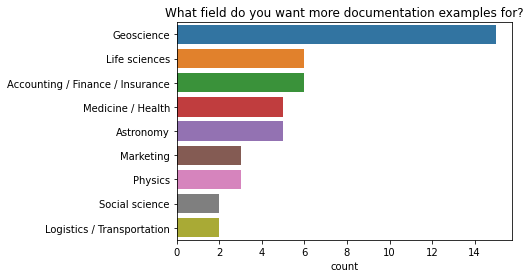 What field do you want more documentation examples for?
Geoscience
Life sciences
Accounting / Finance / Insurance
Medicine / Health
Astronomy
Marketing
Physics
Social science
Logistics / Transportation
0 2 4 6 8 10 12 14
count